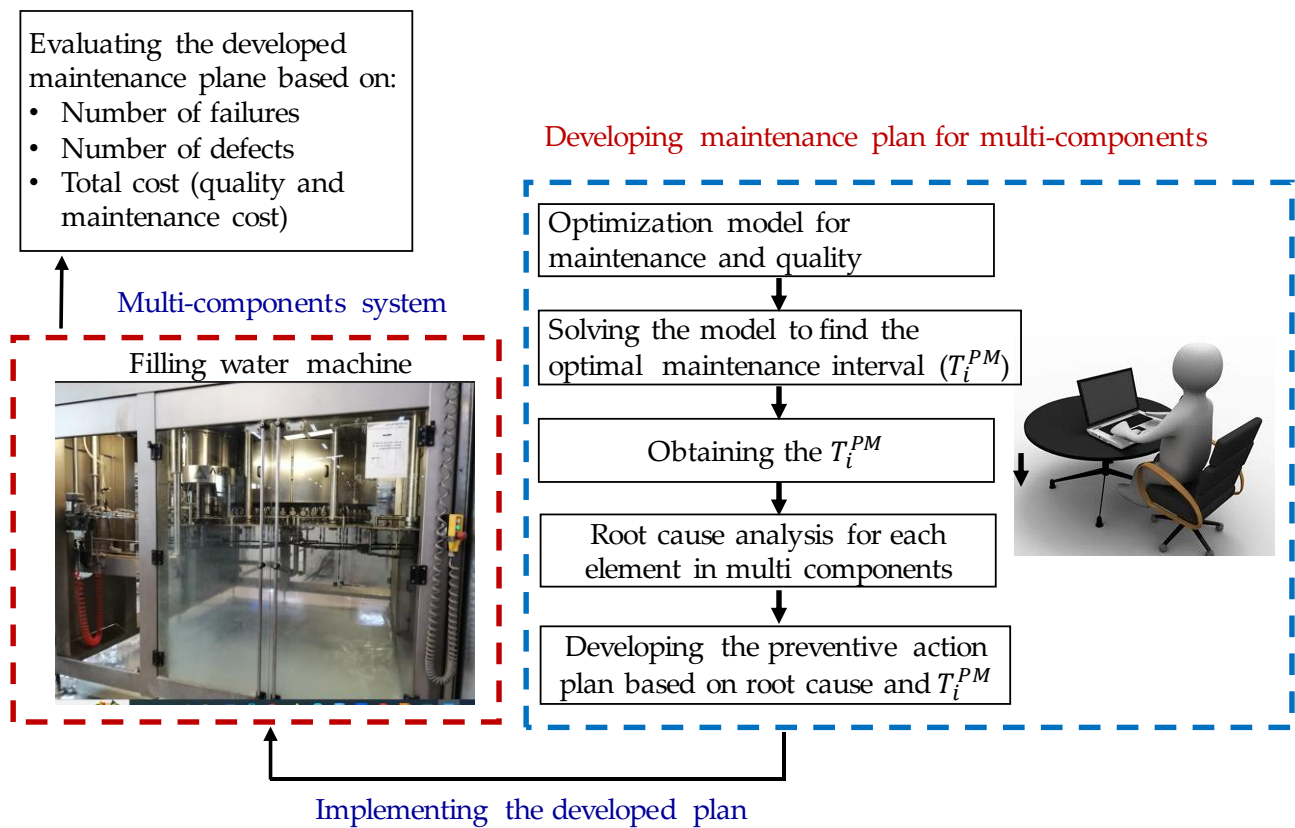 Evaluating the developed
maintenance plane based on:
• Number of failures
• Number of defects
• Total cost (quality and
maintenance cost)
Multi-components system
Filling water machine
Developing maintenance plan for multi-components
Optimization model for
maintenance and quality
Solving the model to find the
optimal maintenance interval (T_i^{PM})
Obtaining the T_i^{PM}
Root cause analysis for each
element in multi components
Developing the preventive action
plan based on root cause and T_i^{PM}
Implementing the developed plan